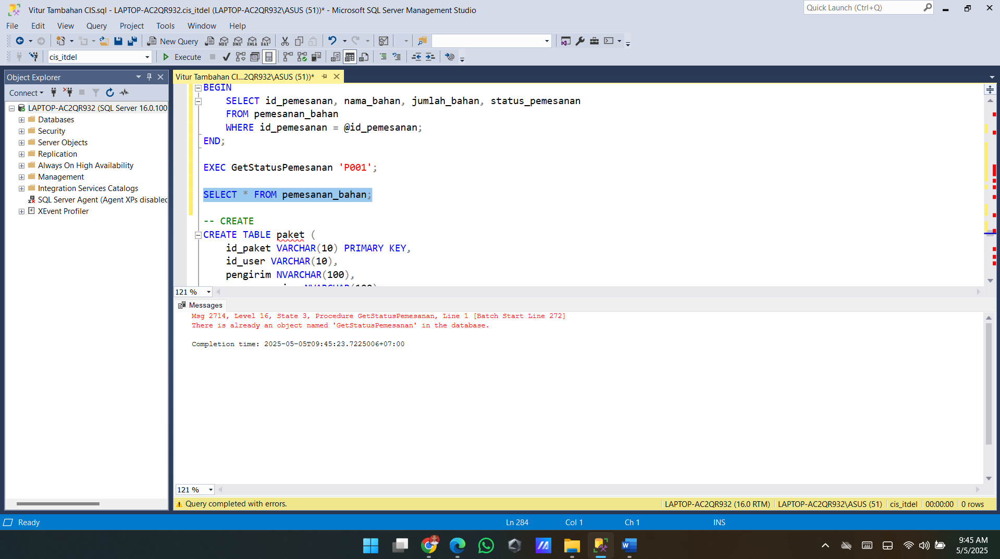 Vitur Tambahan CIS.sql - LAPTOP-AC2QR932.cis_itdel (LAPTOP-AC2QR932\ASUS (51))* - Microsoft SQL Server Management Studio
Quick Launch (Ctrl+Q)
File Edit View Query Project Tools Window Help
New Query MDX DMX XMLA DAX
cis_itdel Execute
Object Explorer
Connect
LAPTOP-AC2QR932 (SQL Server 16.0.100
Databases
Security
Server Objects
Replication
Always On High Availability
Management
Integration Services Catalogs
SQL Server Agent (Agent XPs disabled
XEvent Profiler
Vitur Tambahan CI...2QR932\ASUS (51))*
BEGIN
SELECT id_pemesanan, nama_bahan, jumlah_bahan, status_pemesanan
FROM pemesanan_bahan
WHERE id_pemesanan = @id_pemesanan;
END;
EXEC GetStatusPemesanan 'P001';
SELECT * FROM pemesanan_bahan;
-- CREATE
CREATE TABLE paket (
id_paket VARCHAR(10) PRIMARY KEY,
id_user VARCHAR(10),
pengirim NVARCHAR(100),
121 %
Messages
Msg 2714, Level 16, State 3, Procedure GetStatusPemesanan, Line 1 [Batch Start Line 272]
There is already an object named 'GetStatusPemesanan' in the database.
Completion time: 2025-05-05T09:45:23.7225006+07:00
121 %
Query completed with errors. LAPTOP-AC2QR932 (16.0 RTM) LAPTOP-AC2QR932\ASUS (51) cis_itdel 00:00:00 0 rows
Ready Ln 284 Col 1 Ch 1 INS
9:45 AM
5/5/2025